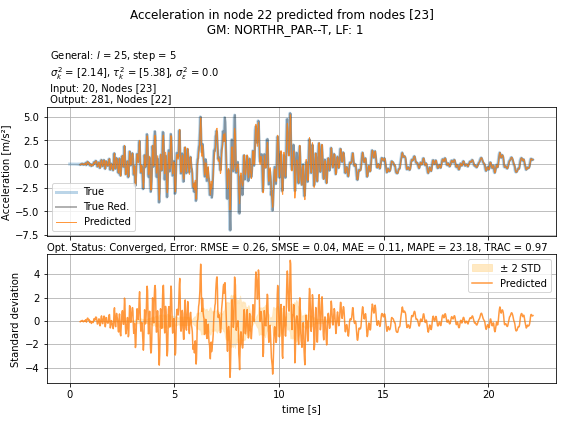 Acceleration in node 22 predicted from nodes [23]
GM: NORTHR_PAR--T, LF: 1
General: l = 25, step = 5
σ²ₖ = [2.14], τ²ₖ = [5.38], σ²ε = 0.0
Input: 20, Nodes [23]
Output: 281, Nodes [22]
Acceleration [m/s²]
5.0
2.5
0.0
−2.5
−5.0
−7.5
True
True Red.
Predicted
Opt. Status: Converged, Error: RMSE = 0.26, SMSE = 0.04, MAE = 0.11, MAPE = 23.18, TRAC = 0.97
Standard deviation
4
2
0
−2
−4
± 2 STD
Predicted
0
5
10
15
20
time [s]